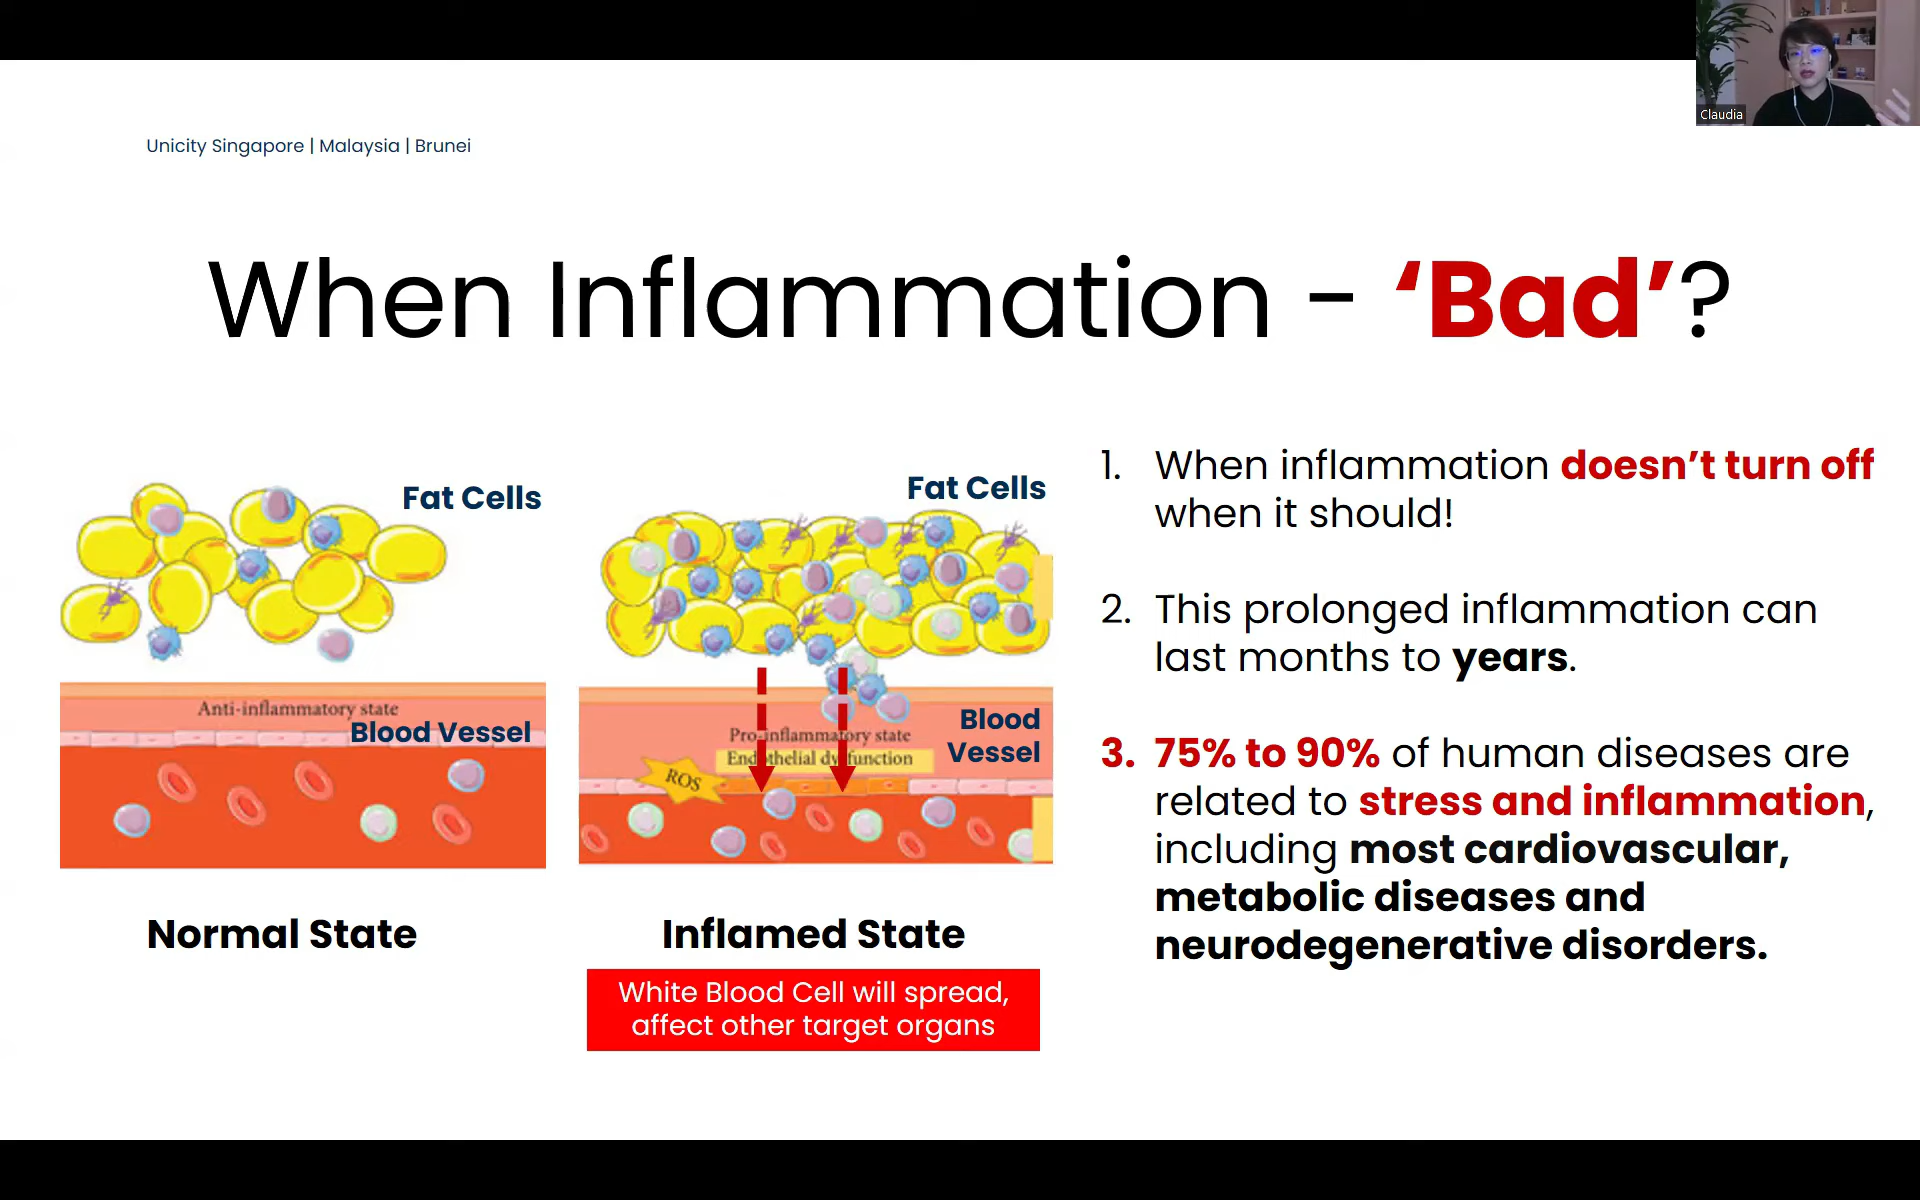 Claudia
Unicity Singapore | Malaysia | Brunei
When Inflammation - ‘Bad’?
Fat Cells
Anti-inflammatory state
Blood Vessel
Normal State
Fat Cells
Pro-inflammatory state
Endothelial dysfunction
Blood
Vessel
ROS
Inflamed State
White Blood Cell will spread,
affect other target organs
1. When inflammation doesn’t turn off
when it should!
2. This prolonged inflammation can
last months to years.
3. 75% to 90% of human diseases are
related to stress and inflammation,
including most cardiovascular,
metabolic diseases and
neurodegenerative disorders.